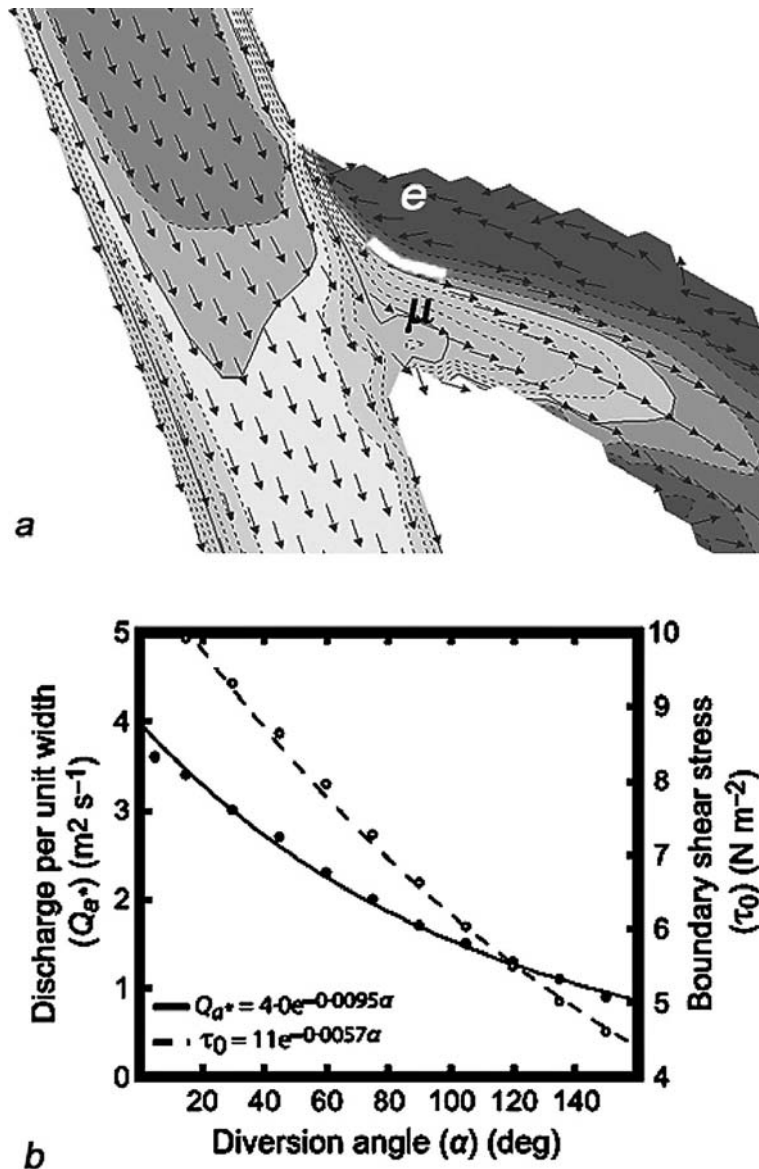 e
μ
a
5 10
4 9
8
3
7
2
6
1 5
0 4
20 40 60 80 100 120 140
Discharge per unit width
(Qa*) (m² s⁻¹)
Boundary shear stress
(τ₀) (N m⁻²)
Qa* = 4·0e⁻⁰·⁰⁰⁹⁵α
τ₀ = 11e⁻⁰·⁰⁰⁵⁷α
Diversion angle (α) (deg)
b